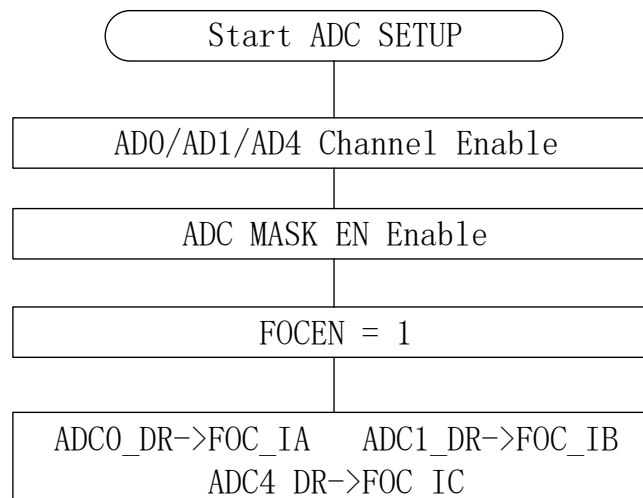 Start ADC SETUP
AD0/AD1/AD4 Channel Enable
ADC MASK EN Enable
FOCEN = 1
ADC0_DR->FOC_IA ADC1_DR->FOC_IB
ADC4_DR->FOC_IC